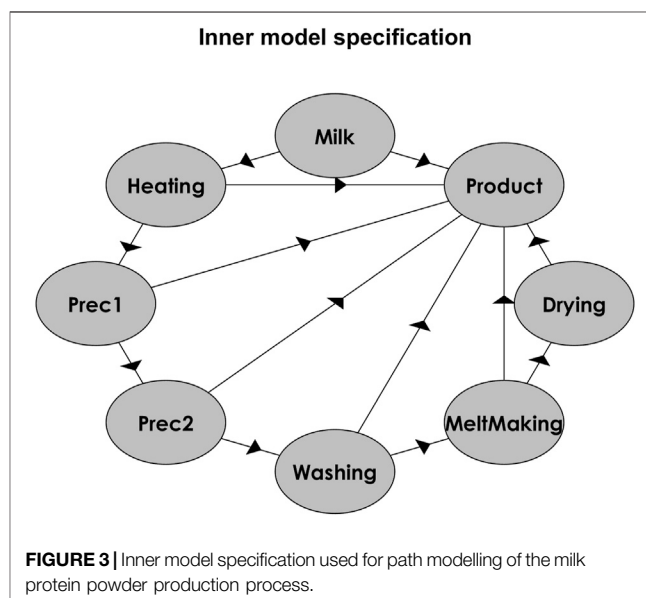 Inner model specification
Milk
Heating
Product
Prec1
Drying
Prec2
MeltMaking
Washing
FIGURE 3 | Inner model specification used for path modelling of the milk
protein powder production process.